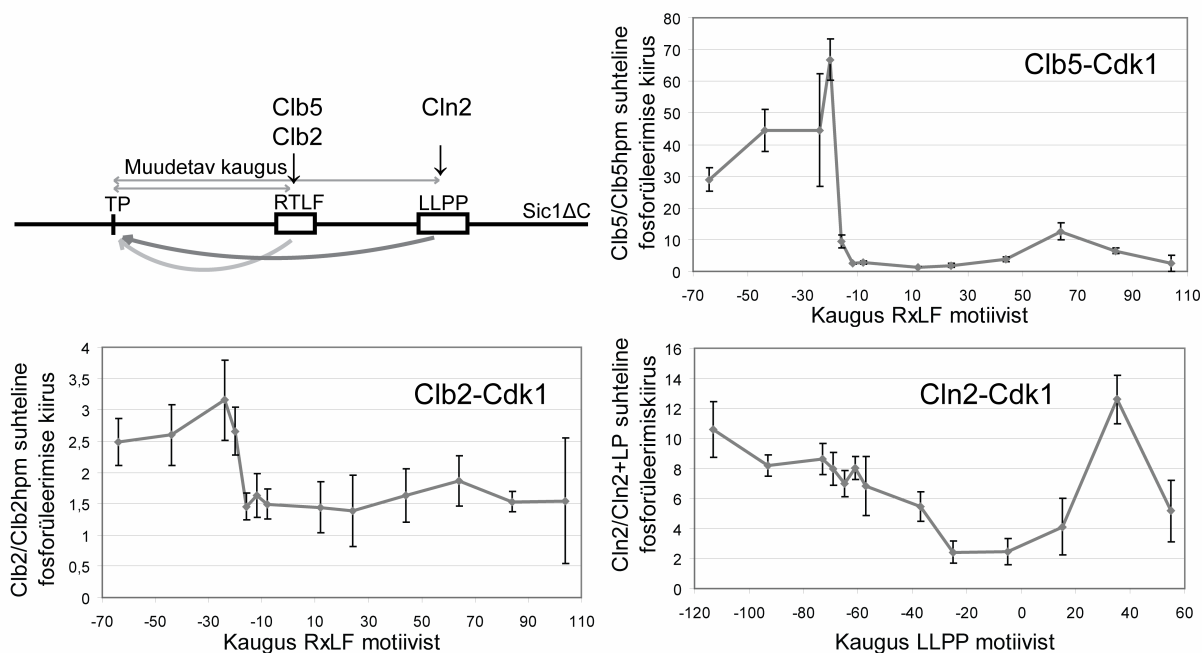 Clb5
Clb2
Cln2
Muudetav kaugus
TP
RTLF
LLPP
Sic1ΔC
Clb5/Clb5hpm suhteline
fosforüleerimise kiirus
80
70
60
50
40
30
20
10
0
Clb5-Cdk1
-70 -50 -30 -10 10 30 50 70 90 110
Kaugus RxLF motiivist
Clb2/Clb2hpm suhteline
fosforüleerimise kiirus
4
3,5
3
2,5
2
1,5
1
0,5
0
Clb2-Cdk1
-70 -50 -30 -10 10 30 50 70 90 110
Kaugus RxLF motiivist
Cln2/Cln2+LP suhteline
fosforüleerimiskiirus
16
14
12
10
8
6
4
2
0
Cln2-Cdk1
-120 -100 -80 -60 -40 -20 0 20 40 60
Kaugus LLPP motiivist